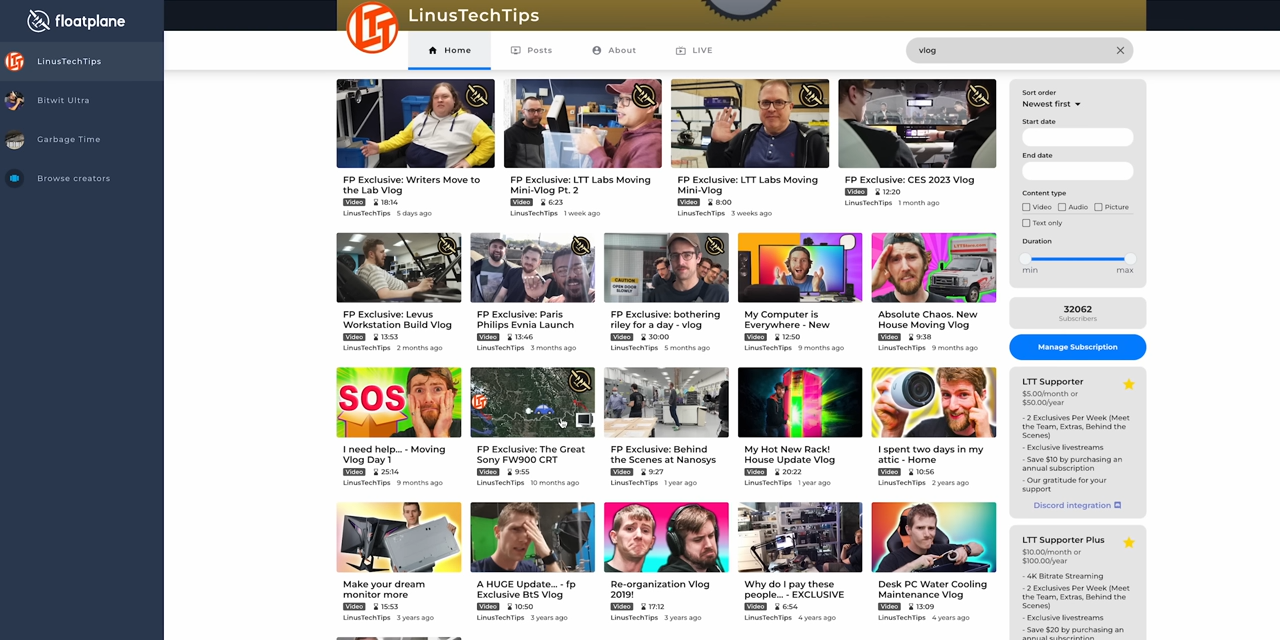 floatplane
LinusTechTips
Bitwit Ultra
Garbage Time
Browse creators
LTT
LinusTechTips
Home
Posts
About
LIVE
vlog
FP Exclusive: Writers Move to
the Lab Vlog
Video 18:14
LinusTechTips 5 days ago
FP Exclusive: LTT Labs Moving
Mini-Vlog Pt. 2
Video 6:23
LinusTechTips 1 week ago
FP Exclusive: LTT Labs Moving
Mini-Vlog
Video 8:00
LinusTechTips 3 weeks ago
FP Exclusive: CES 2023 Vlog
Video 12:20
LinusTechTips 1 month ago
FP Exclusive: Levus
Workstation Build Vlog
Video 13:53
LinusTechTips 2 months ago
FP Exclusive: Paris
Philips Evnia Launch
Video 13:46
LinusTechTips 3 months ago
CAUTION
OPEN DOOR
SLOWLY
FP Exclusive: bothering
riley for a day - vlog
Video 30:00
LinusTechTips 5 months ago
My Computer is
Everywhere - New
Video 12:50
LinusTechTips 9 months ago
LTTStore.com
Absolute Chaos. New
House Moving Vlog
Video 9:38
LinusTechTips 9 months ago
SOS
I need help... - Moving
Vlog Day 1
Video 25:14
LinusTechTips 9 months ago
FP Exclusive: The Great
Sony FW900 CRT
Video 9:55
LinusTechTips 10 months ago
FP Exclusive: Behind
the Scenes at Nanosys
Video 9:27
LinusTechTips 1 year ago
My Hot New Rack!
House Update Vlog
Video 20:22
LinusTechTips 1 year ago
I spent two days in my
attic - Home
Video 10:56
LinusTechTips 2 years ago
Make your dream
monitor more
Video 15:53
LinusTechTips 3 years ago
A HUGE Update... - fp
Exclusive BtS Vlog
Video 10:50
LinusTechTips 3 years ago
Re-organization Vlog
2019!
Video 17:12
LinusTechTips 3 years ago
Why do I pay these
people... - EXCLUSIVE
Video 6:54
LinusTechTips 4 years ago
Desk PC Water Cooling
Maintenance Vlog
Video 13:09
LinusTechTips 4 years ago
Sort order
Newest first
Start date
End date
Content type
Video Audio Picture
Text only
Duration
min max
32062
Subscribers
Manage Subscription
LTT Supporter
$5.00/month or
$50.00/year
- 2 Exclusives Per Week (Meet
the Team, Extras, Behind the
Scenes)
- Exclusive livestreams
- Save $10 by purchasing an
annual subscription
- Our gratitude for your
support
Discord integration
LTT Supporter Plus
$10.00/month or
$100.00/year
- 4K Bitrate Streaming
- 2 Exclusives Per Week (Meet
the Team, Extras, Behind the
Scenes)
- Exclusive livestreams
- Save $20 by purchasing an
annual subscription